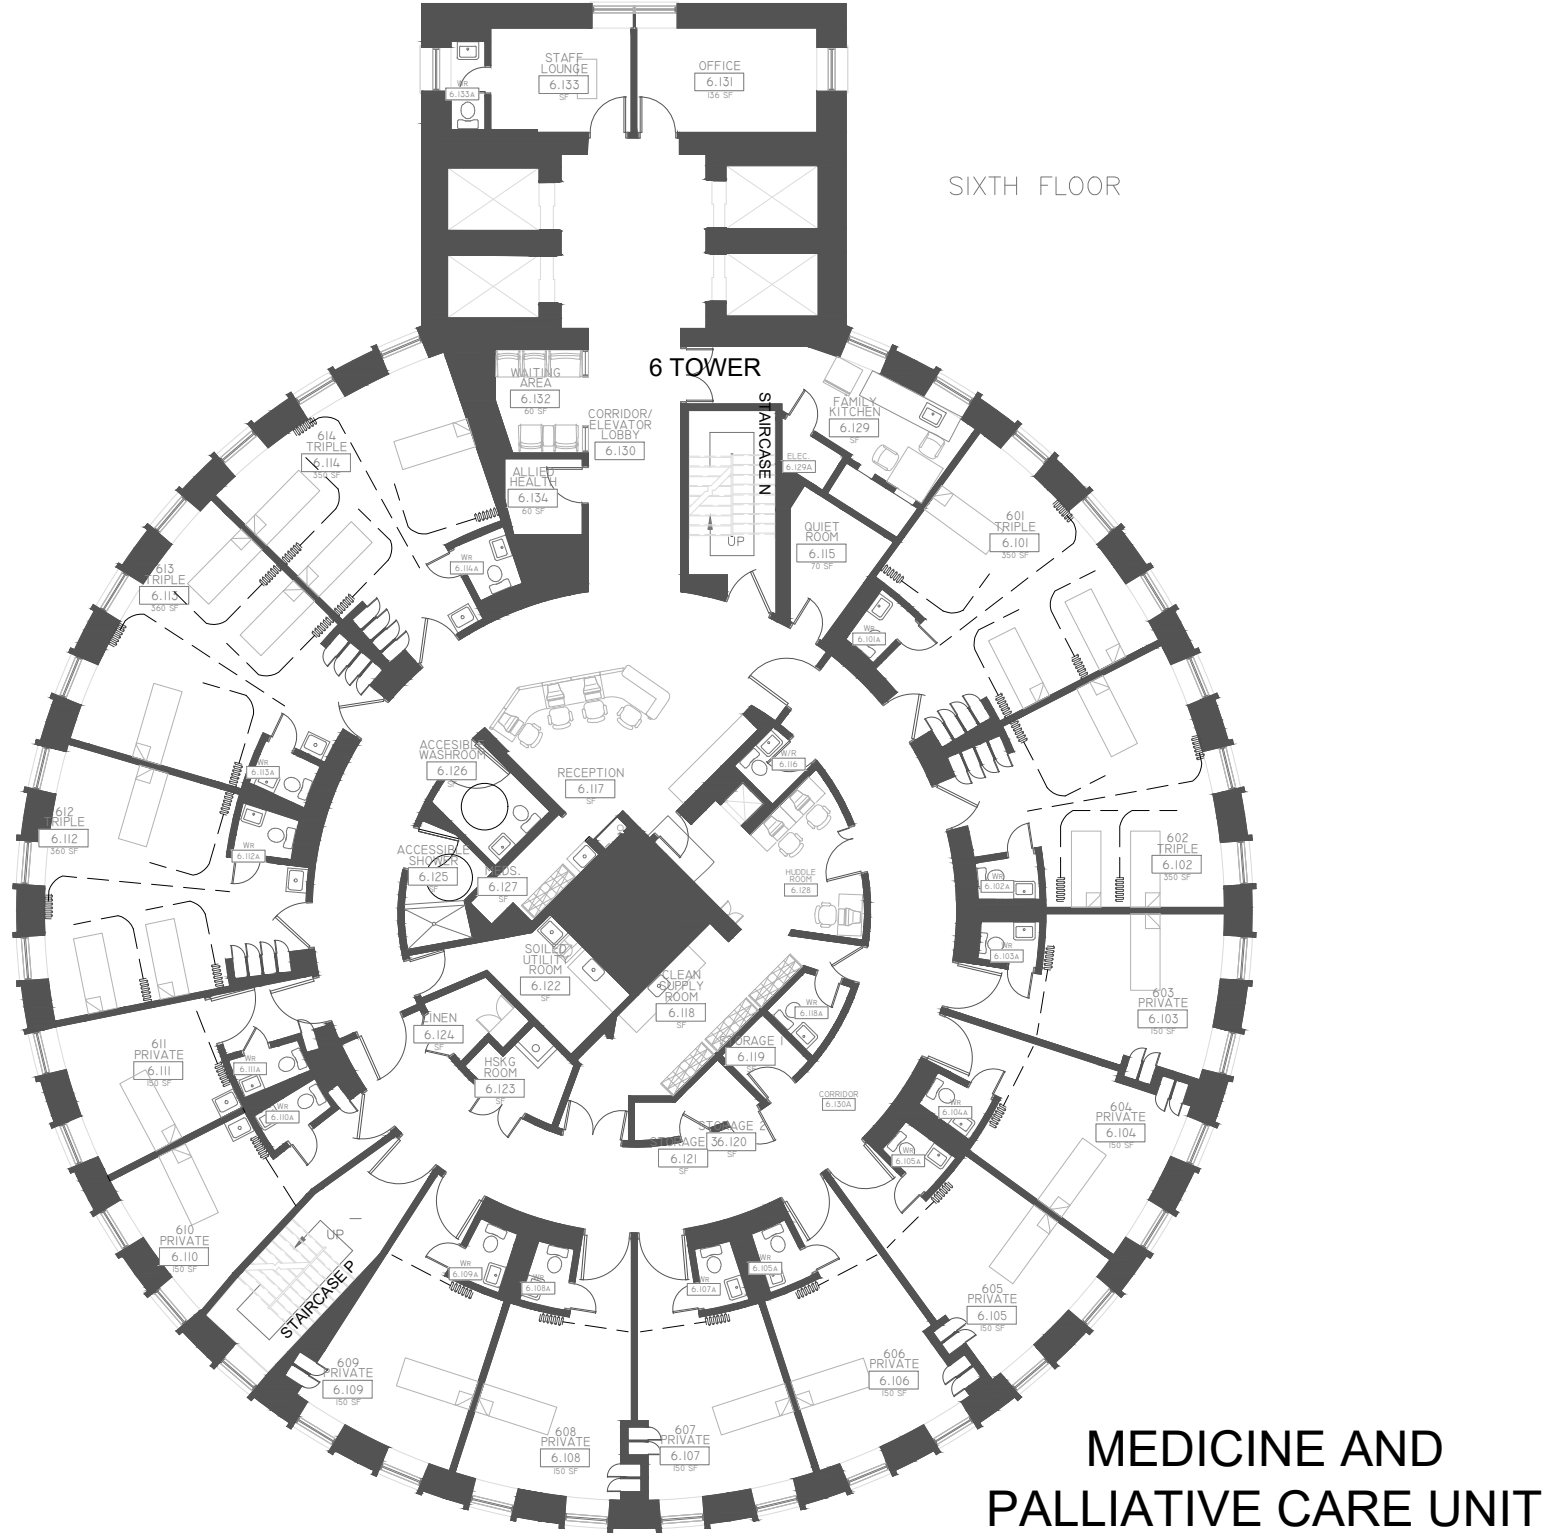 STAFF
LOUNGE
6.133
SF
WR
6.133A
OFFICE
6.131
136 SF
SIXTH FLOOR
6 TOWER
WAITING
AREA
6.132
60 SF
CORRIDOR/
ELEVATOR
LOBBY
6.130
ALLIED
HEALTH
6.134
60 SF
STAIRCASE N
UP
FAMILY
KITCHEN
6.129
SF
ELEC.
6.129A
QUIET
ROOM
6.115
70 SF
601
TRIPLE
6.101
350 SF
WR
6.101A
614
TRIPLE
6.114
350 SF
WR
6.114A
613
TRIPLE
6.113
360 SF
WR
6.113A
612
TRIPLE
6.112
360 SF
WR
6.112A
ACCESIBLE
WASHROOM
6.126
SF
RECEPTION
6.117
SF
W/R
6.116
ACCESSIBLE
SHOWER
6.125
SF
MEDS.
6.127
SF
HUDDLE
ROOM
6.128
602
TRIPLE
6.102
350 SF
WR
6.102A
WR
6.103A
603
PRIVATE
6.103
150 SF
SOILED
UTILITY
ROOM
6.122
SF
CLEAN
SUPPLY
ROOM
6.118
SF
WR
6.118A
LINEN
6.124
SF
HSKG
ROOM
6.123
SF
STORAGE 1
6.119
SF
CORRIDOR
6.130A
STORAGE 2
6.120
SF
STORAGE 3
6.121
SF
611
PRIVATE
6.111
150 SF
WR
6.111A
WR
6.110A
610
PRIVATE
6.110
150 SF
604
PRIVATE
6.104
150 SF
WR
6.104A
WR
6.105A
605
PRIVATE
6.105
150 SF
UP
STAIRCASE P
WR
6.109A
WR
6.108A
WR
6.107A
WR
6.105A
609
PRIVATE
6.109
150 SF
608
PRIVATE
6.108
150 SF
607
PRIVATE
6.107
150 SF
606
PRIVATE
6.106
150 SF
MEDICINE AND
PALLIATIVE CARE UNIT